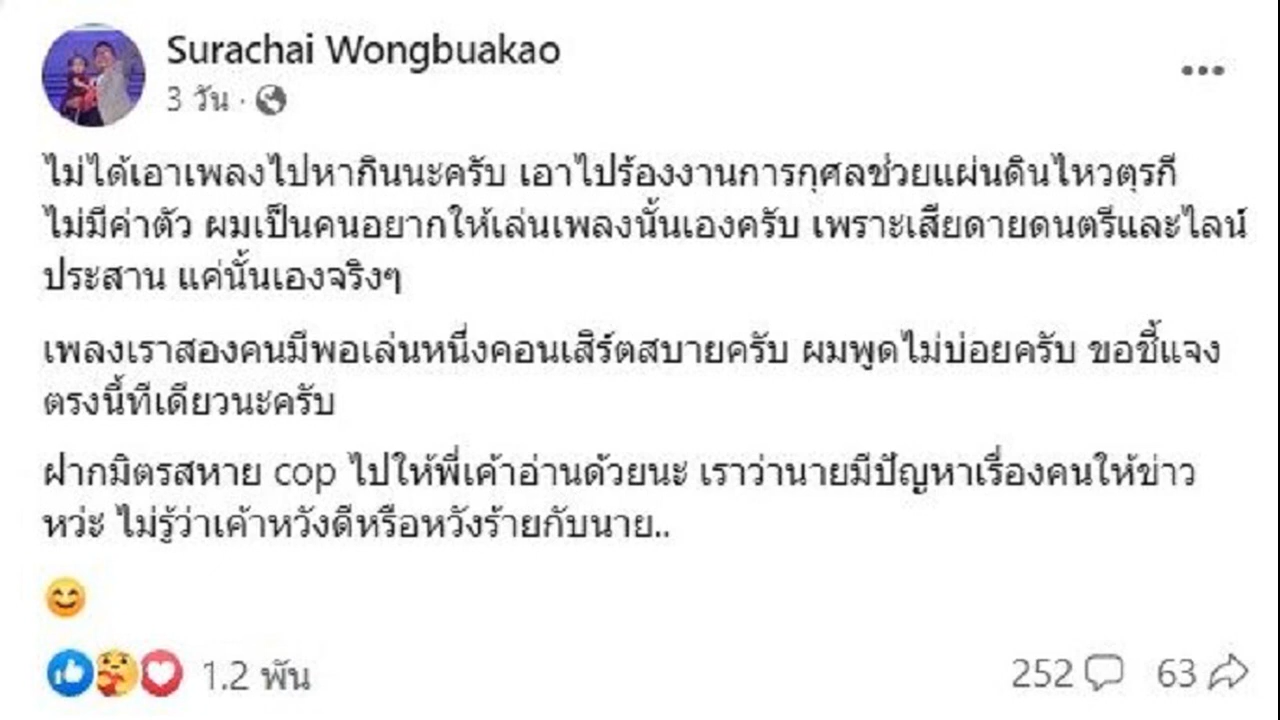 Surachai Wongbuakao
3 วัน ·
ไม่ได้เอาเพลงไปหากินนะครับ เอาไปร้องงานการกุศลช่วยแผ่นดินไหวตุรกี
ไม่มีค่าตัว ผมเป็นคนอยากให้เล่นเพลงนั้นเองครับ เพราะเสียดายดนตรีและไลน์
ประสาน แค่นั้นเองจริงๆ
เพลงเราสองคนมีพอเล่นหนึ่งคอนเสิร์ตสบายครับ ผมพูดไม่บ่อยครับ ขอชี้แจง
ตรงนี้ทีเดียวนะครับ
ฝากมิตรสหาย cop ไปให้พี่เค้าอ่านด้วยนะ เราว่านายมีปัญหาเรื่องคนให้ข่าว
หว่ะ ไม่รู้ว่าเค้าหวังดีหรือหวังร้ายกับนาย..
😊
1.2 พัน 252 63